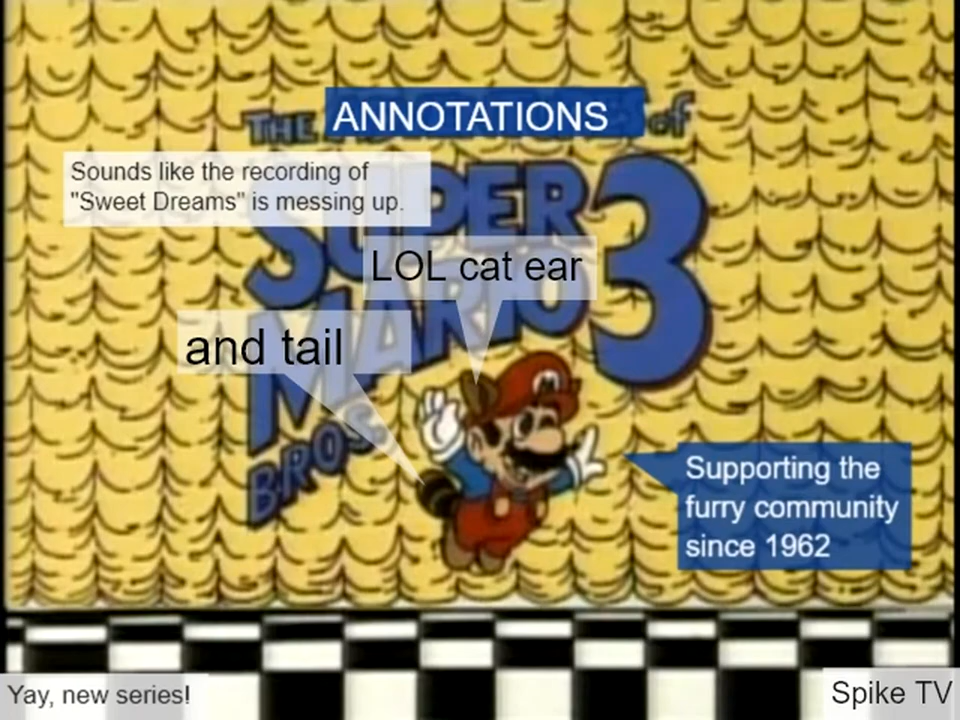 THE ANNOTATIONS of
Sounds like the recording of
"Sweet Dreams" is messing up.
SUPER
MARIO 3
BROS.
LOL cat ear
and tail
M
Supporting the
furry community
since 1962
Yay, new series!
Spike TV